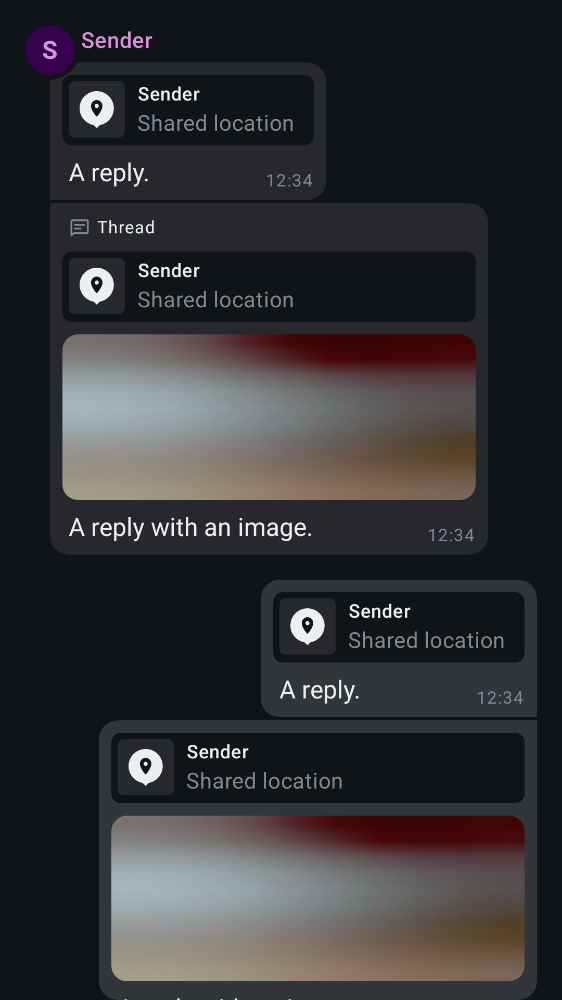 S
Sender
Sender
Shared location
A reply.
12:34
Thread
Sender
Shared location
A reply with an image.
12:34
Sender
Shared location
A reply.
12:34
Sender
Shared location